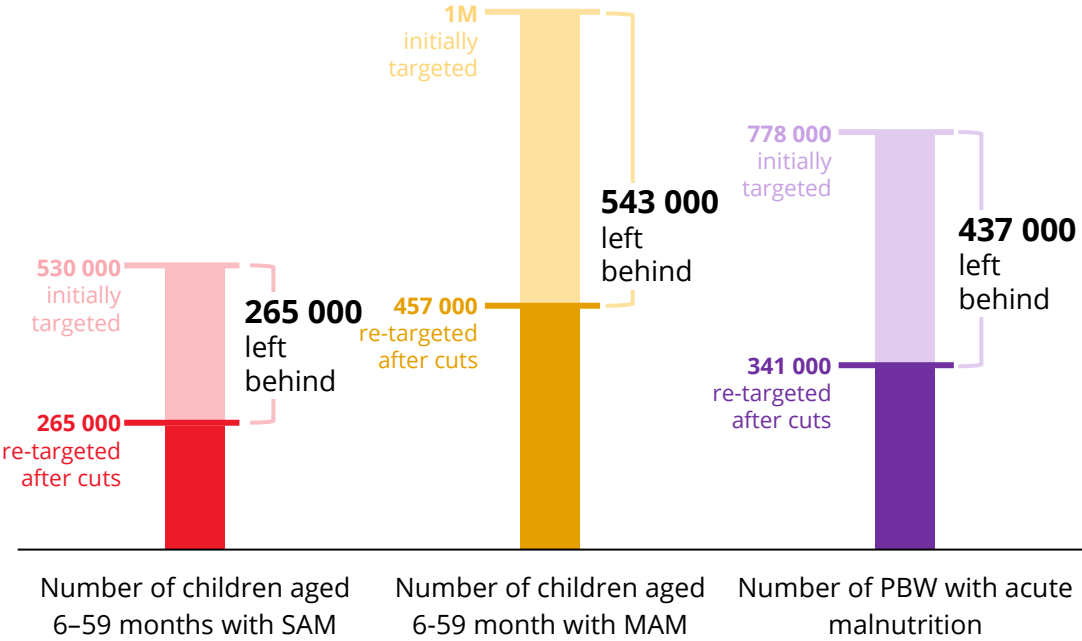 530 000
initially
targeted
265 000
left
behind
265 000
re-targeted
after cuts
Number of children aged
6–59 months with SAM
1M
initially
targeted
543 000
left
behind
457 000
re-targeted
after cuts
Number of children aged
6-59 month with MAM
778 000
initially
targeted
437 000
left
behind
341 000
re-targeted
after cuts
Number of PBW with acute
malnutrition